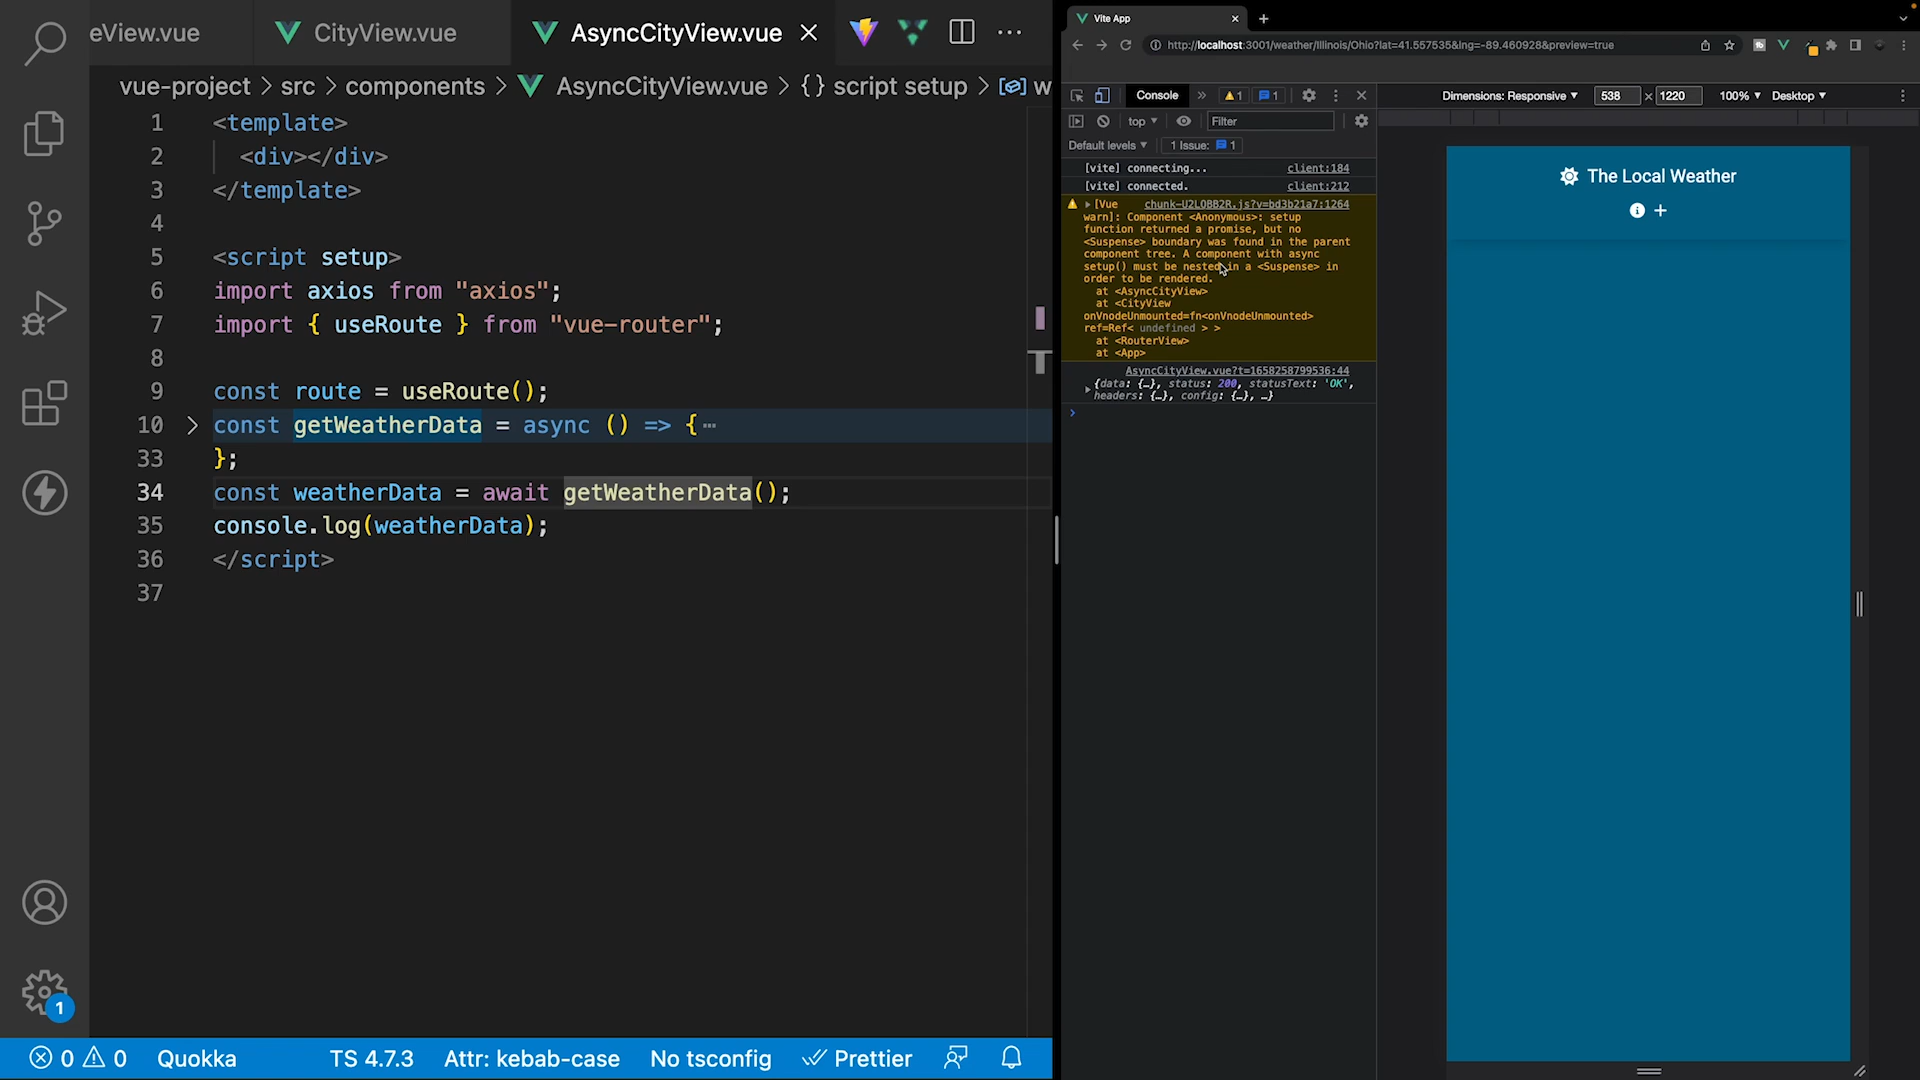 eView.vue
CityView.vue
AsyncCityView.vue
vue-project > src > components > AsyncCityView.vue > {} script setup > w
1 <template>
2 <div></div>
3 </template>
4
5 <script setup>
6 import axios from "axios";
7 import { useRoute } from "vue-router";
8
9 const route = useRoute();
10 const getWeatherData = async () => {…
33 };
34 const weatherData = await getWeatherData();
35 console.log(weatherData);
36 </script>
37
1
0 0 Quokka TS 4.7.3 Attr: kebab-case No tsconfig Prettier
Vite App
http://localhost:3001/weather/Illinois/Ohio?lat=41.557535&lng=-89.460928&preview=true
Console » 1 1
top Filter
Default levels 1 Issue: 1
[vite] connecting... client:184
[vite] connected. client:212
[Vue chunk-U2LOBB2R.js?v=bd3b21a7:1264
warn]: Component <Anonymous>: setup
function returned a promise, but no
<Suspense> boundary was found in the parent
component tree. A component with async
setup() must be nested in a <Suspense> in
order to be rendered.
at <AsyncCityView>
at <CityView
onVnodeUnmounted=fn<onVnodeUnmounted>
ref=Ref< undefined > >
at <RouterView>
at <App>
AsyncCityView.vue?t=1658258799536:44
{data: {…}, status: 200, statusText: 'OK',
headers: {…}, config: {…}, …}
Dimensions: Responsive 538 × 1220 100% Desktop
The Local Weather